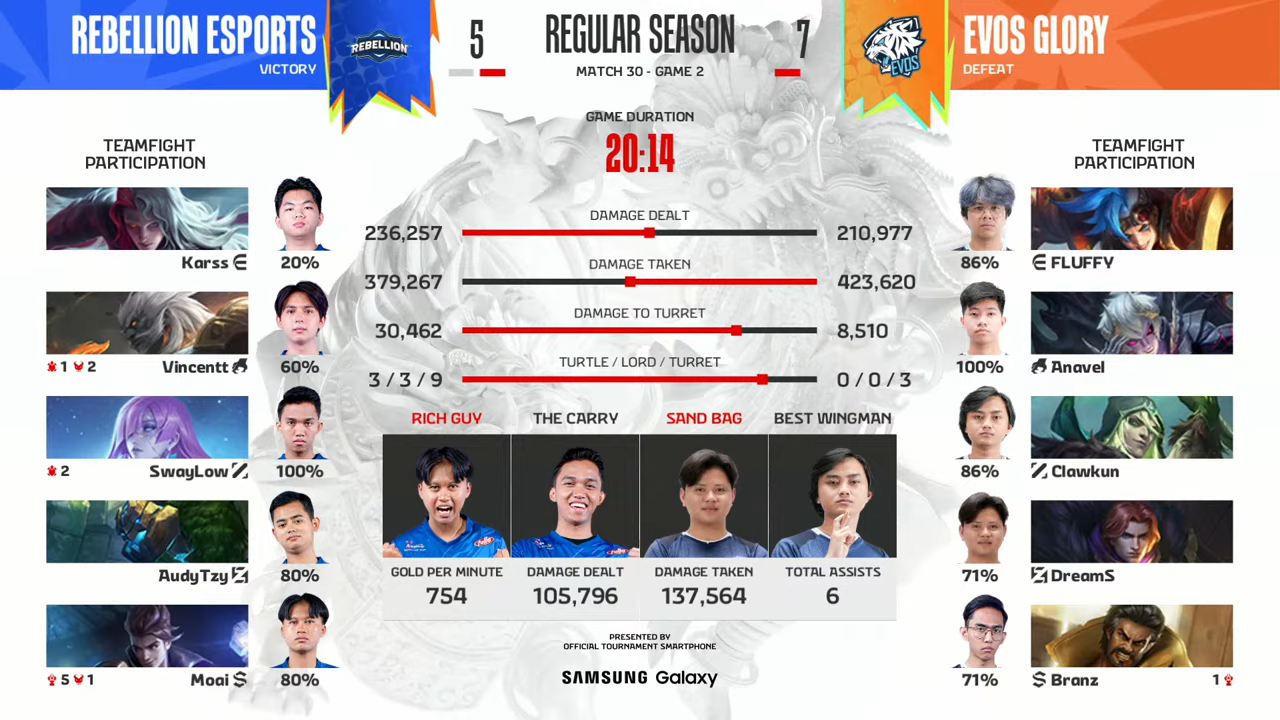 REBELLION ESPORTS
VICTORY
REBELLION
5
REGULAR SEASON
7
MATCH 30 - GAME 2
EVOS
EVOS GLORY
DEFEAT
GAME DURATION
20:14
TEAMFIGHT
PARTICIPATION
Karss
20%
1 2 Vincentt
60%
2 SwayLow
100%
AudyTzy
80%
5 1 Moai
80%
DAMAGE DEALT
236,257 210,977
DAMAGE TAKEN
379,267 423,620
DAMAGE TO TURRET
30,462 8,510
TURTLE / LORD / TURRET
3 / 3 / 9 0 / 0 / 3
RICH GUY THE CARRY SAND BAG BEST WINGMAN
GOLD PER MINUTE DAMAGE DEALT DAMAGE TAKEN TOTAL ASSISTS
754 105,796 137,564 6
PRESENTED BY
OFFICIAL TOURNAMENT SMARTPHONE
SAMSUNG Galaxy
TEAMFIGHT
PARTICIPATION
86% FLUFFY
100% Anavel
86% Clawkun
71% DreamS
71% Branz 1